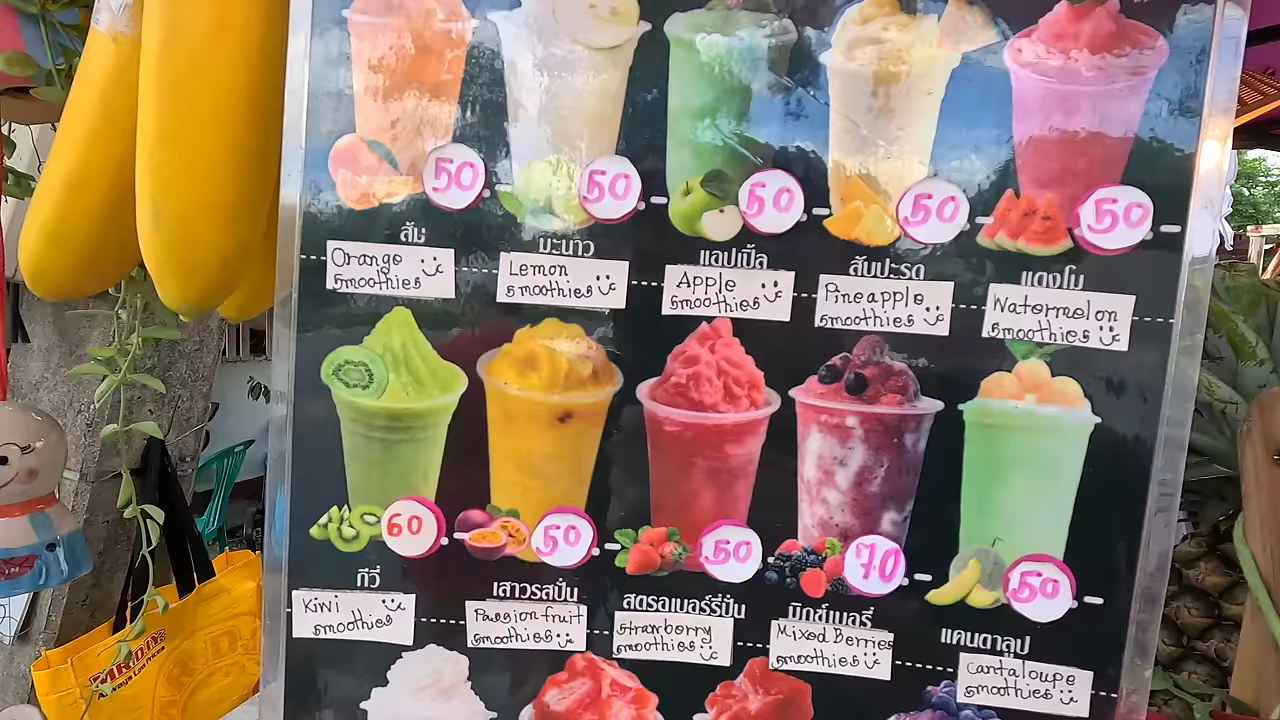 50 50 50 50 50
ส้ม มะนาว แอปเปิ้ล สับปะรด แตงโม
Orange smoothies
Lemon smoothies
Apple smoothies
Pineapple smoothies
Watormelon smoothies
60 50 50 70 50
กีวี่ เสาวรสปั่น สตรอเบอร์รี่ปั่น มิกซ์เบอรี่ แคนตาลูป
Kiwi smoothies
Passion fruit smoothies
Strawberry smoothies
Mixed Berries smoothies
Cantaloupe smoothies
MR.D.I.Y.
Always Low Prices